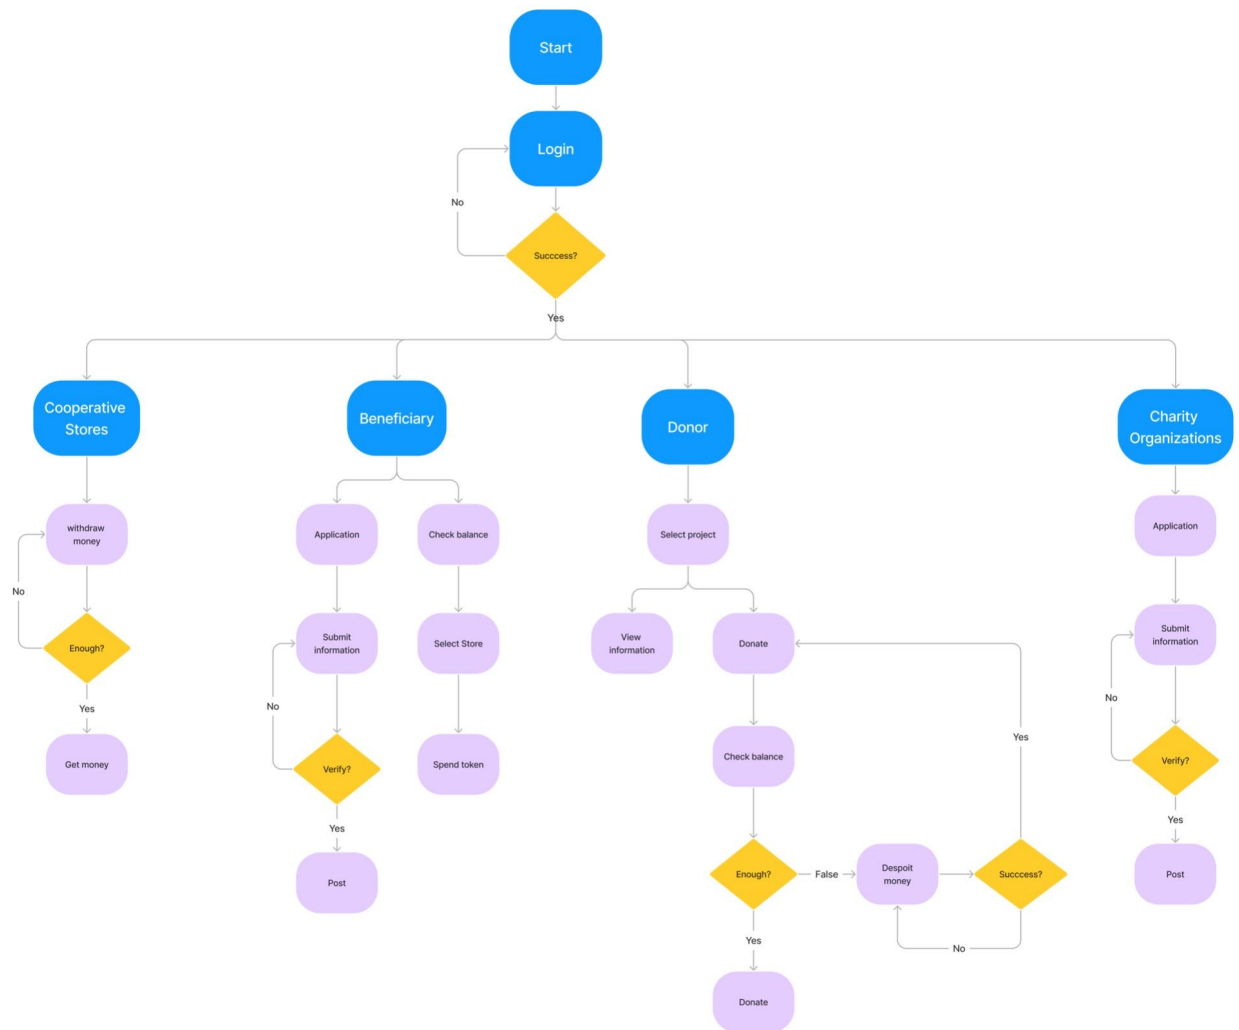 Start
Login
No
Succcess?
Yes
Cooperative
Stores
Beneficiary
Donor
Charity
Organizations
withdraw
money
Application
Check balance
Select project
Application
No
Enough?
Submit
information
Select Store
View
information
Donate
Submit
information
Yes
No
Yes
No
Get money
Verify?
Spend token
Check balance
Verify?
Yes
Yes
Post
Enough?
False
Despoit
money
Succcess?
Post
Yes
No
Donate